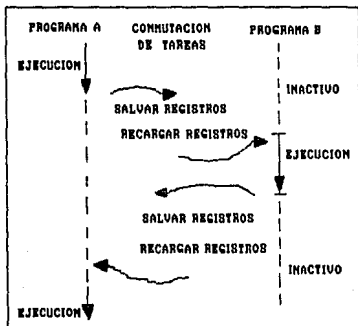 PROGRAMA A CONMUTACION PROGRAMA B
DE TAREAS
EJECUCION
INACTIVO
SALVAR REGISTROS
RECARGAR REGISTROS
EJECUCION
SALVAR REGISTROS
RECARGAR REGISTROS
INACTIVO
EJECUCION